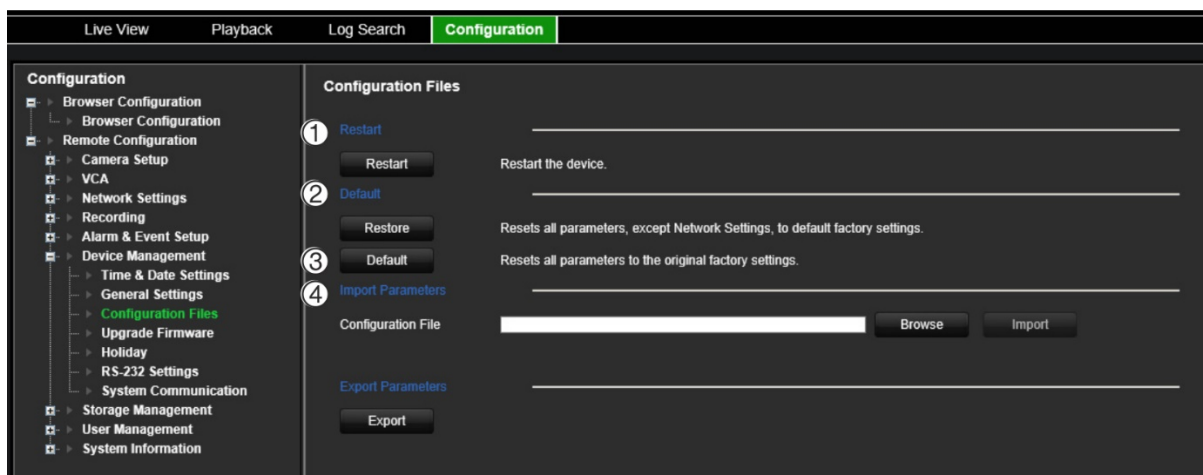 Live View Playback Log Search Configuration
Configuration
Browser Configuration
Browser Configuration
Remote Configuration
Camera Setup
VCA
Network Settings
Recording
Alarm & Event Setup
Device Management
Time & Date Settings
General Settings
Configuration Files
Upgrade Firmware
Holiday
RS-232 Settings
System Communication
Storage Management
User Management
System Information
Configuration Files
① Restart
Restart Restart the device.
② Default
Restore Resets all parameters, except Network Settings, to default factory settings.
③ Default Resets all parameters to the original factory settings.
④ Import Parameters
Configuration File Browse Import
Export Parameters
Export